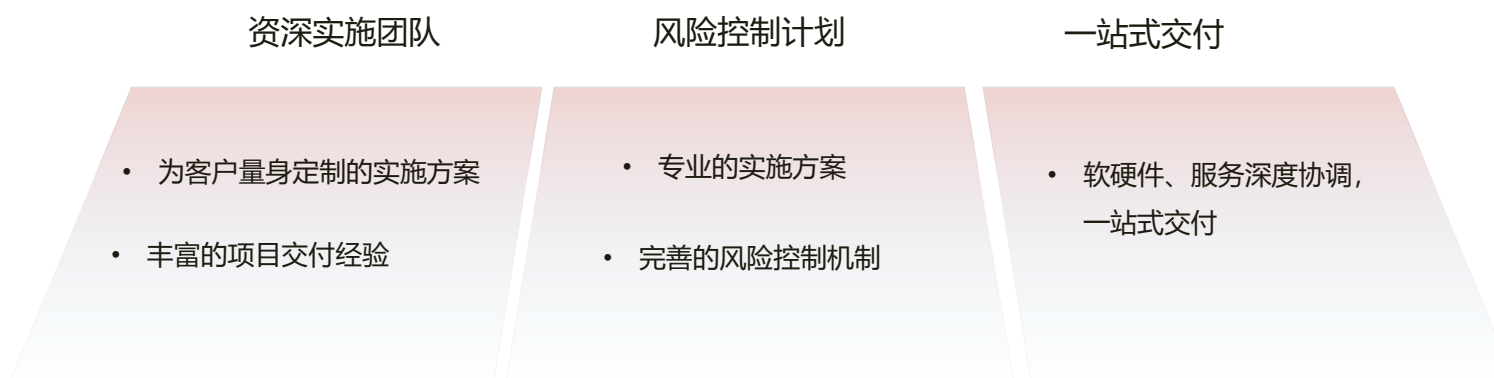 资深实施团队
风险控制计划
一站式交付
• 为客户量身定制的实施方案
• 丰富的项目交付经验
• 专业的实施方案
• 完善的风险控制机制
• 软硬件、服务深度协调，
一站式交付